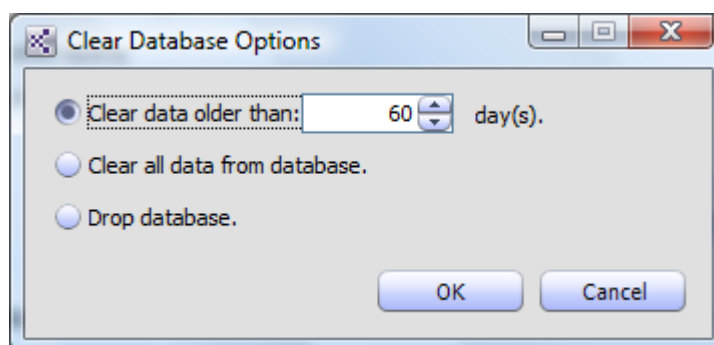 Clear Database Options
Clear data older than: 60 day(s).
Clear all data from database.
Drop database.
OK Cancel